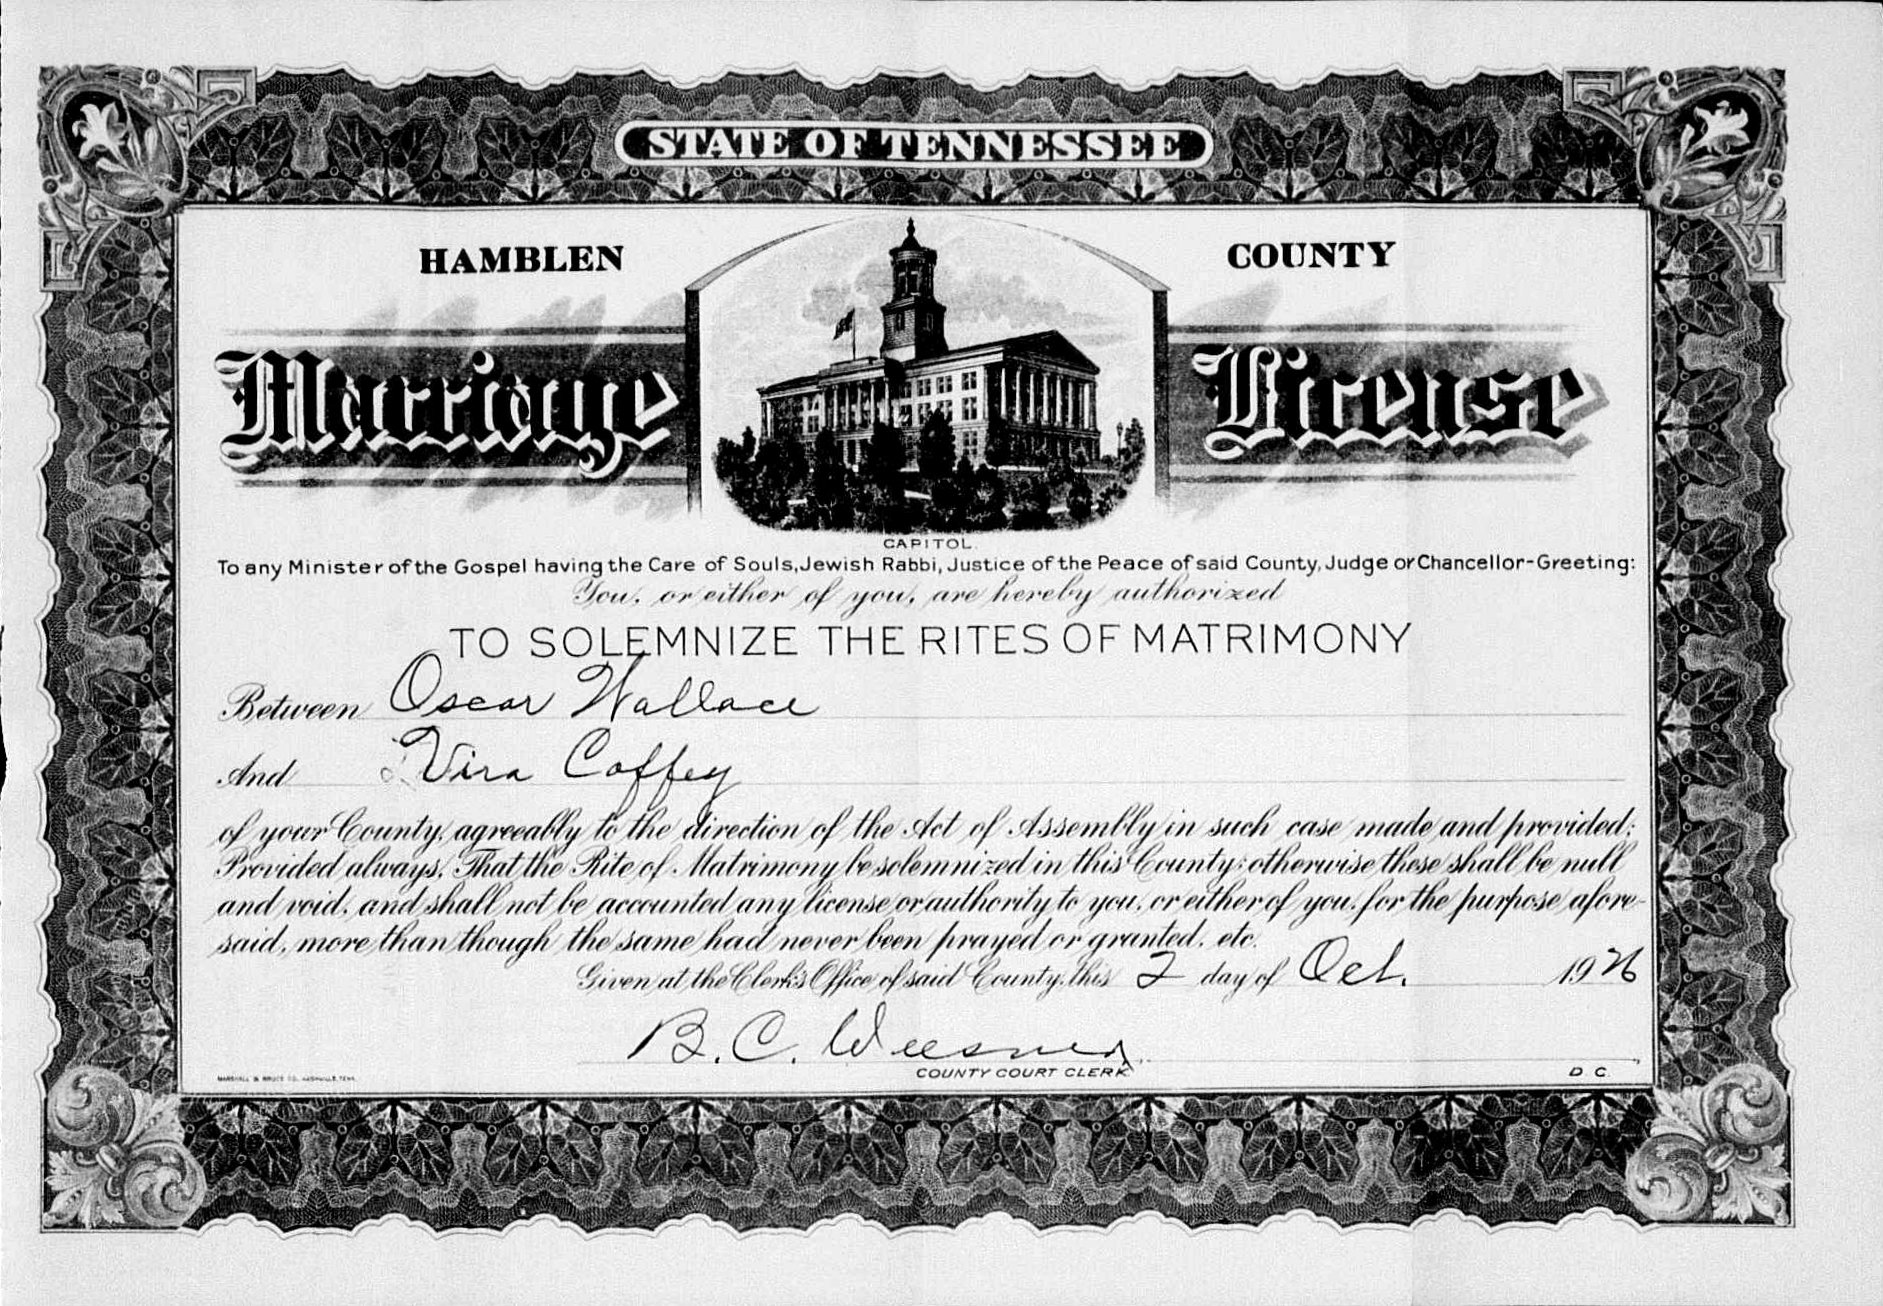 STATE OF TENNESSEE
HAMBLEN COUNTY
Marriage License
CAPITOL
To any Minister of the Gospel having the Care of Souls, Jewish Rabbi, Justice of the Peace of said County, Judge or Chancellor-Greeting:
You, or either of you, are hereby authorized
TO SOLEMNIZE THE RITES OF MATRIMONY
Between Oscar Wallace
And Vira Coffey
of your County, agreeably to the direction of the Act of Assembly in such case made and provided:
Provided always, That the Rite of Matrimony be solemnized in this County; otherwise these shall be null
and void, and shall not be accounted any license or authority to you, or either of you, for the purpose afore-
said, more than though the same had never been prayed or granted, etc.
Given at the Clerk's Office of said County, this 2 day of Oct. 1926
B. C. Weesner
COUNTY COURT CLERK D. C.
MARSHALL & BRUCE CO., NASHVILLE, TENN.